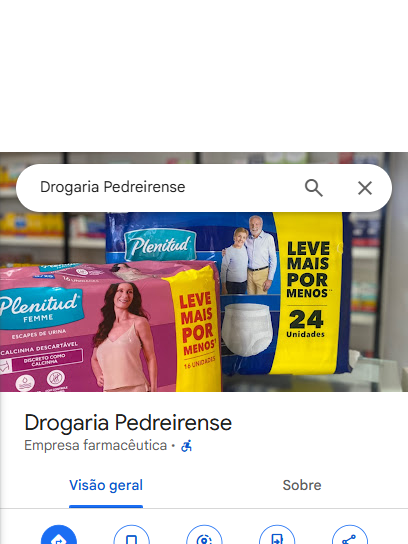 Drogaria Pedreirense
Plenitud
LEVE
MAIS
POR
MENOS
24
Unidades
Plenitud
FEMME
ESCAPES DE URINA
CALCINHA DESCARTÁVEL
DISCRETO COMO
CALCINHA
LEVE
MAIS
POR
MENOS
16 UNIDADES
Drogaria Pedreirense
Empresa farmacêutica •
Visão geral
Sobre